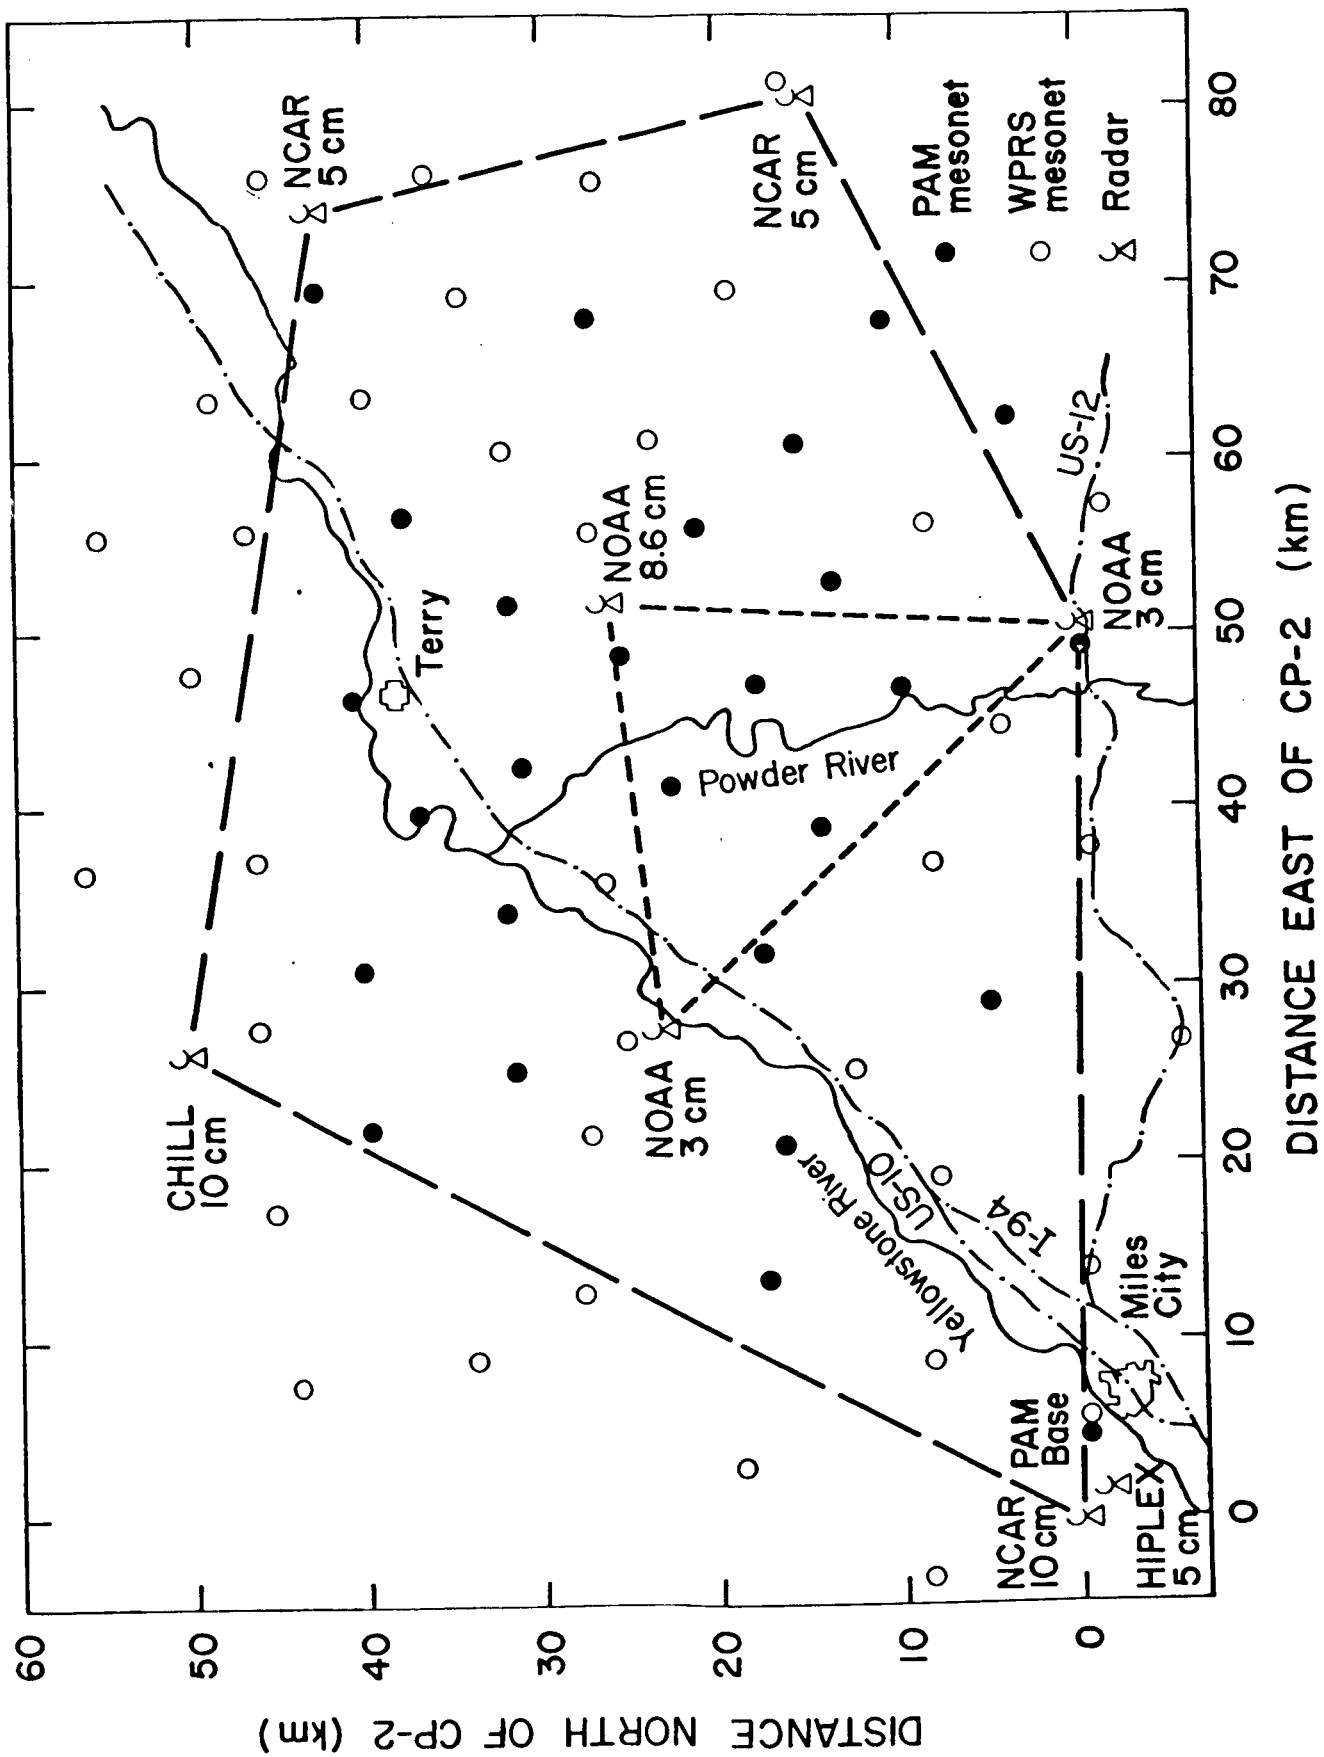 NCAR
5 cm
CHILL
10 cm
Terry
NOAA
8.6 cm
NOAA
3 cm
Powder River
NCAR
5 cm
Yellowstone River
US-10
I-94
US-12
PAM
mesonet
WPRS
mesonet
Radar
NOAA
3 cm
Miles
City
PAM
Base
NCAR
10 cm
HIPLEX
5 cm
60
50
40
30
20
10
0
DISTANCE NORTH OF CP-2 (km)
0
10
20
30
40
50
60
70
80
DISTANCE EAST OF CP-2 (km)